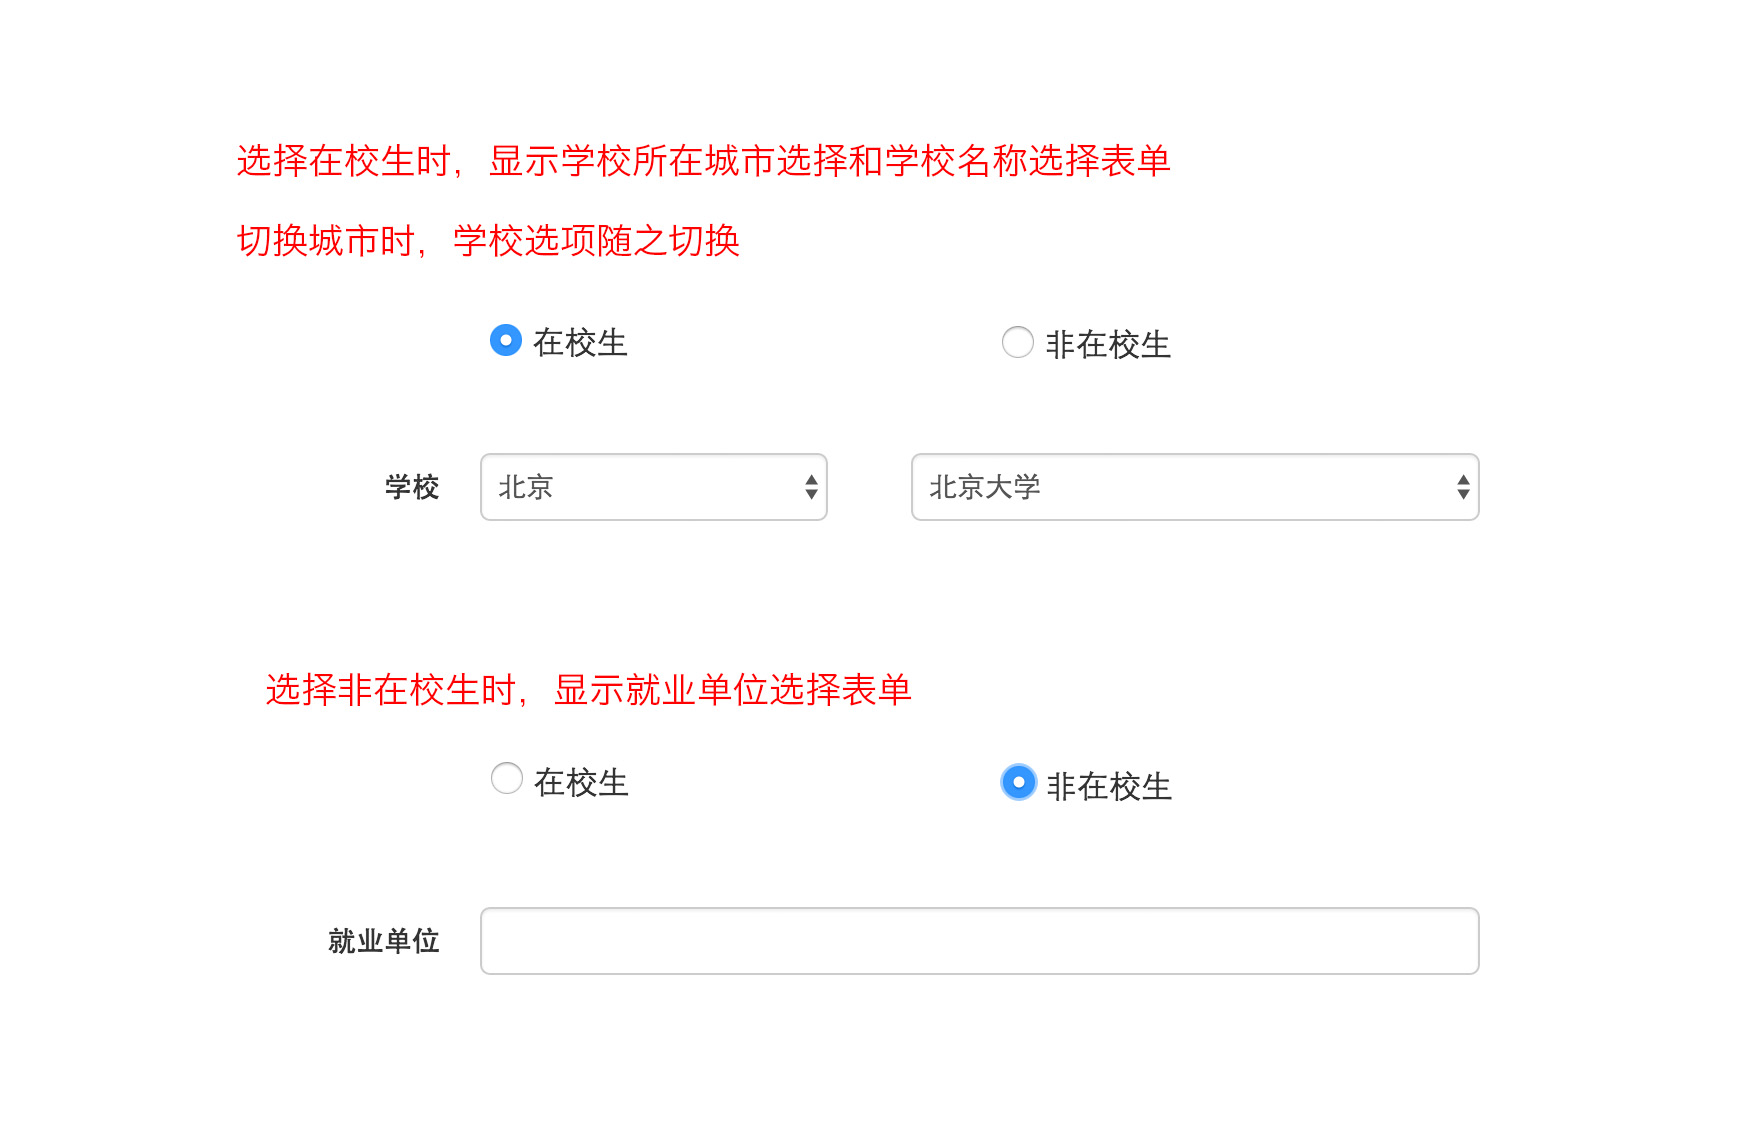 选择在校生时，显示学校所在城市选择和学校名称选择表单
切换城市时，学校选项随之切换
在校生 非在校生
学校 北京 北京大学
选择非在校生时，显示就业单位选择表单
在校生 非在校生
就业单位